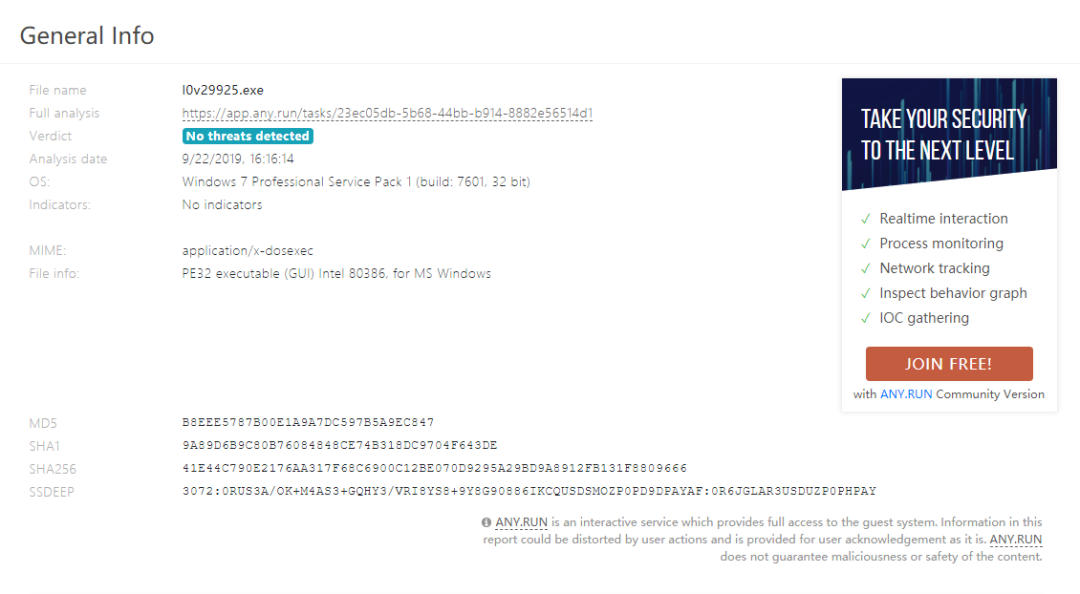 General Info
File name l0v29925.exe
Full analysis https://app.any.run/tasks/23ec05db-5b68-44bb-b914-8882e56514d1
Verdict No threats detected
Analysis date 9/22/2019, 16:16:14
OS: Windows 7 Professional Service Pack 1 (build: 7601, 32 bit)
Indicators: No indicators
MIME: application/x-dosexec
File info: PE32 executable (GUI) Intel 80386, for MS Windows
TAKE YOUR SECURITY
TO THE NEXT LEVEL
✓ Realtime interaction
✓ Process monitoring
✓ Network tracking
✓ Inspect behavior graph
✓ IOC gathering
JOIN FREE!
with ANY.RUN Community Version
MD5 B8EEE5787B00E1A9A7DC597B5A9EC847
SHA1 9A89D6B9C80B76084848CE74B318DC9704F643DE
SHA256 41E44C790E2176AA317F68C6900C12BE070D9295A29BD9A8912FB131F8809666
SSDEEP 3072:0RUS3A/OK+M4AS3+GQHY3/VRI8YS8+9Y8G90886IKCQUSDSMOZP0PD9DPAYAF:0R6JGLAR3USDUZP0PHPAY
ANY.RUN is an interactive service which provides full access to the guest system. Information in this
report could be distorted by user actions and is provided for user acknowledgement as it is. ANY.RUN
does not guarantee maliciousness or safety of the content.